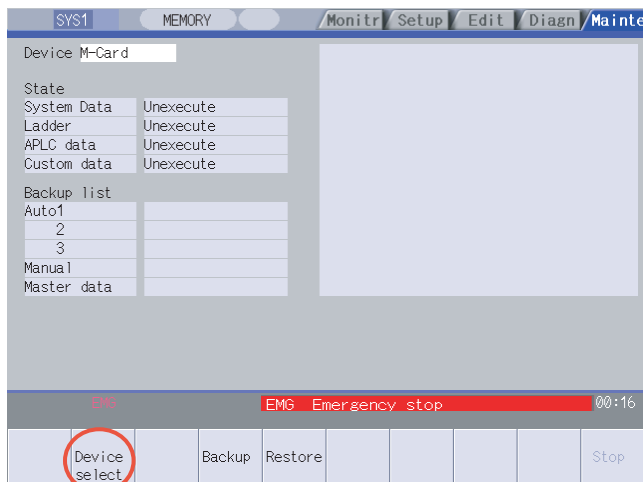 SYS1 MEMORY Monitr Setup Edit Diagn Mainte
Device M-Card
State
System Data Unexecute
Ladder Unexecute
APLC data Unexecute
Custom data Unexecute
Backup list
Auto1
2
3
Manual
Master data
EMG Emergency stop 00:16
Device Backup Restore Stop
select